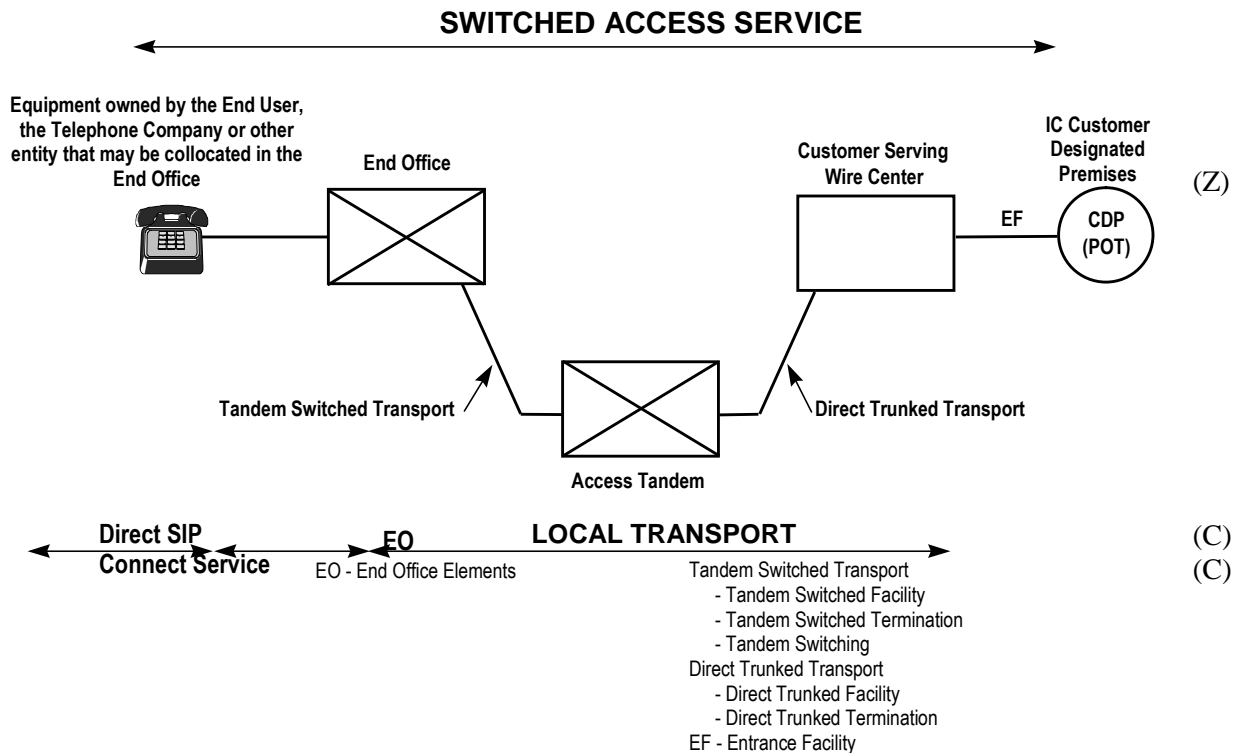 SWITCHED ACCESS SERVICE
Equipment owned by the End User,
the Telephone Company or other
entity that may be collocated in the
End Office
End Office
Customer Serving
Wire Center
IC Customer
Designated
Premises
(Z)
EF
CDP
(POT)
Tandem Switched Transport
Direct Trunked Transport
Access Tandem
Direct SIP
Connect Service
EO
LOCAL TRANSPORT
(C)
(C)
EO - End Office Elements
Tandem Switched Transport
- Tandem Switched Facility
- Tandem Switched Termination
- Tandem Switching
Direct Trunked Transport
- Direct Trunked Facility
- Direct Trunked Termination
EF - Entrance Facility